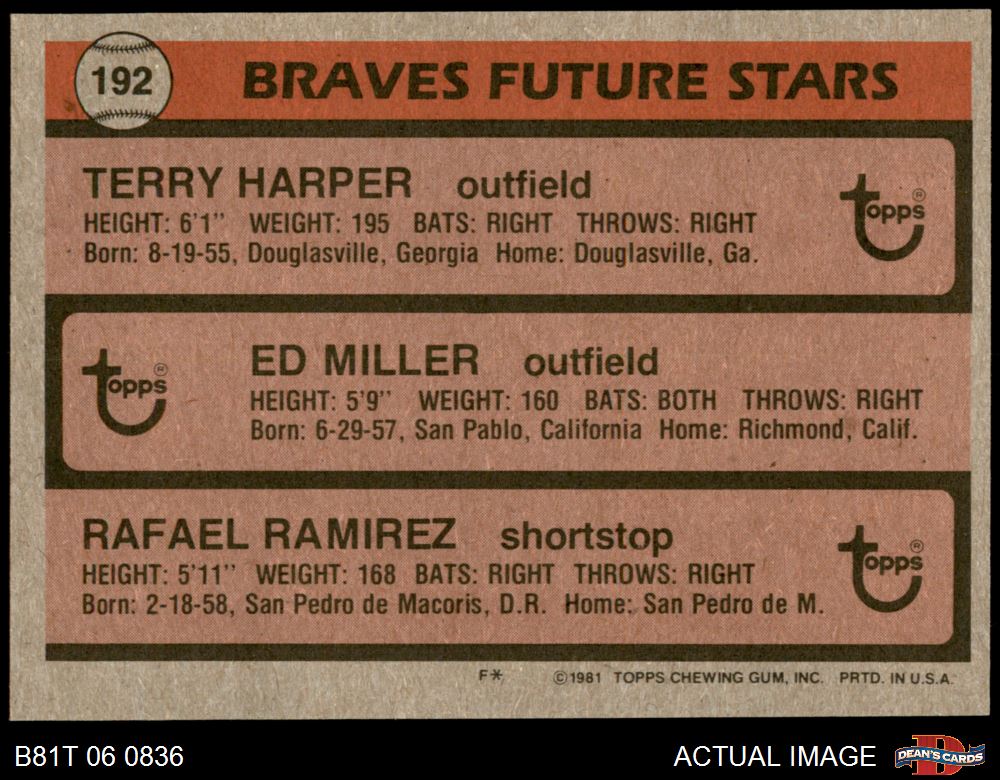 192 BRAVES FUTURE STARS
TERRY HARPER outfield
HEIGHT: 6'1" WEIGHT: 195 BATS: RIGHT THROWS: RIGHT
Born: 8-19-55, Douglasville, Georgia Home: Douglasville, Ga.
topps ®
ED MILLER outfield
HEIGHT: 5'9" WEIGHT: 160 BATS: BOTH THROWS: RIGHT
Born: 6-29-57, San Pablo, California Home: Richmond, Calif.
topps ®
RAFAEL RAMIREZ shortstop
HEIGHT: 5'11" WEIGHT: 168 BATS: RIGHT THROWS: RIGHT
Born: 2-18-58, San Pedro de Macoris, D.R. Home: San Pedro de M.
topps ®
F* ©1981 TOPPS CHEWING GUM, INC. PRTD. IN U.S.A.
B81T 06 0836 ACTUAL IMAGE D DEAN'S CARDS